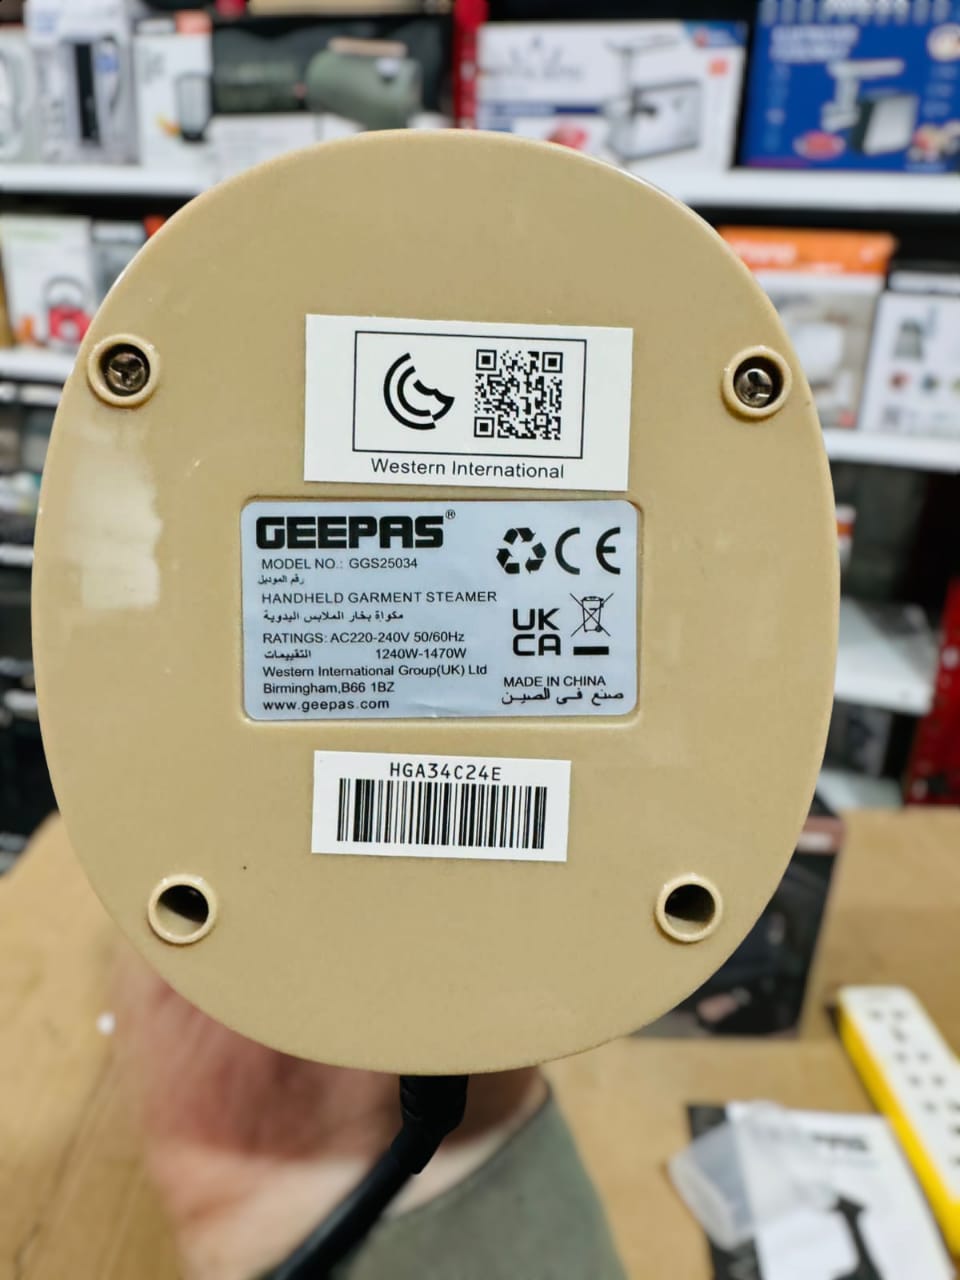 Western International
GEEPAS®
MODEL NO.: GGS25034
رقم الموديل
HANDHELD GARMENT STEAMER
مكواة بخار الملابس اليدوية
RATINGS: AC220-240V 50/60Hz
التقييمات 1240W-1470W
Western International Group(UK) Ltd
Birmingham,B66 1BZ
www.geepas.com
CE
UK
CA
MADE IN CHINA
صنع في الصين
HGA34C24E